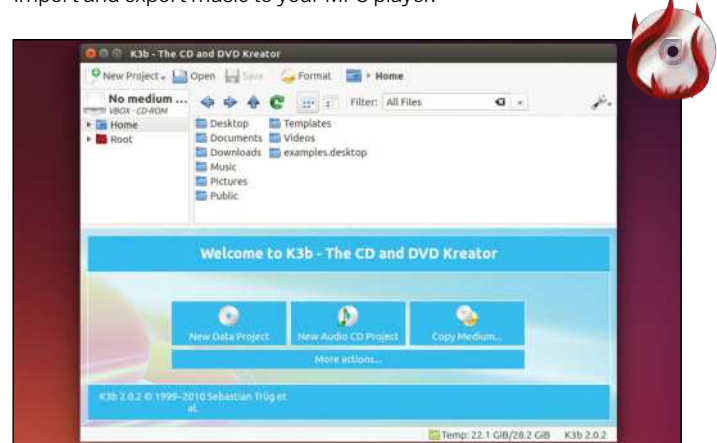 import and export music to your MP3 player.
K3b - The CD and DVD Kreator
New Project Open Save Format Home
No medium ...
VBOX - CD-ROM
Filter: All Files
Home
Root
Desktop Templates
Documents Videos
Downloads examples.desktop
Music
Pictures
Public
Welcome to K3b - The CD and DVD Kreator
New Data Project New Audio CD Project Copy Medium...
More actions...
K3b 2.0.2 © 1999–2010 Sebastian Trüg et
al.
Temp: 22.1 GiB/28.2 GiB K3b 2.0.2